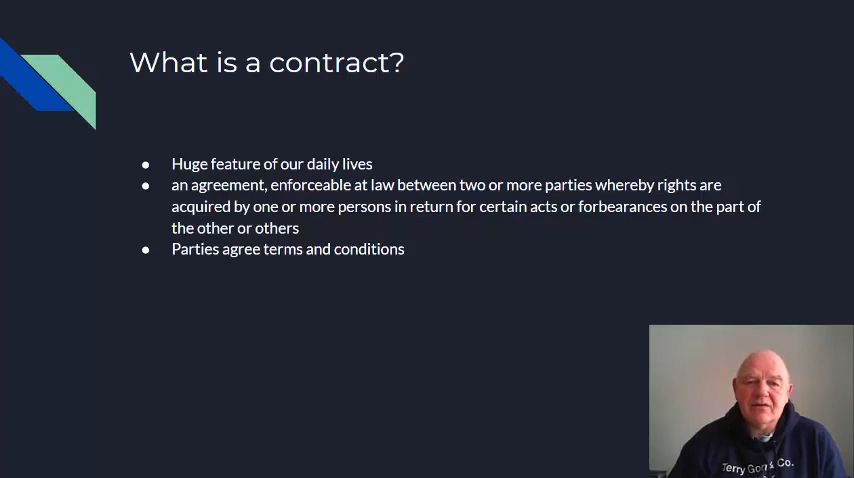 What is a contract?
● Huge feature of our daily lives
● an agreement, enforceable at law between two or more parties whereby rights are
acquired by one or more persons in return for certain acts or forbearances on the part of
the other or others
● Parties agree terms and conditions
Terry Gorry & Co.